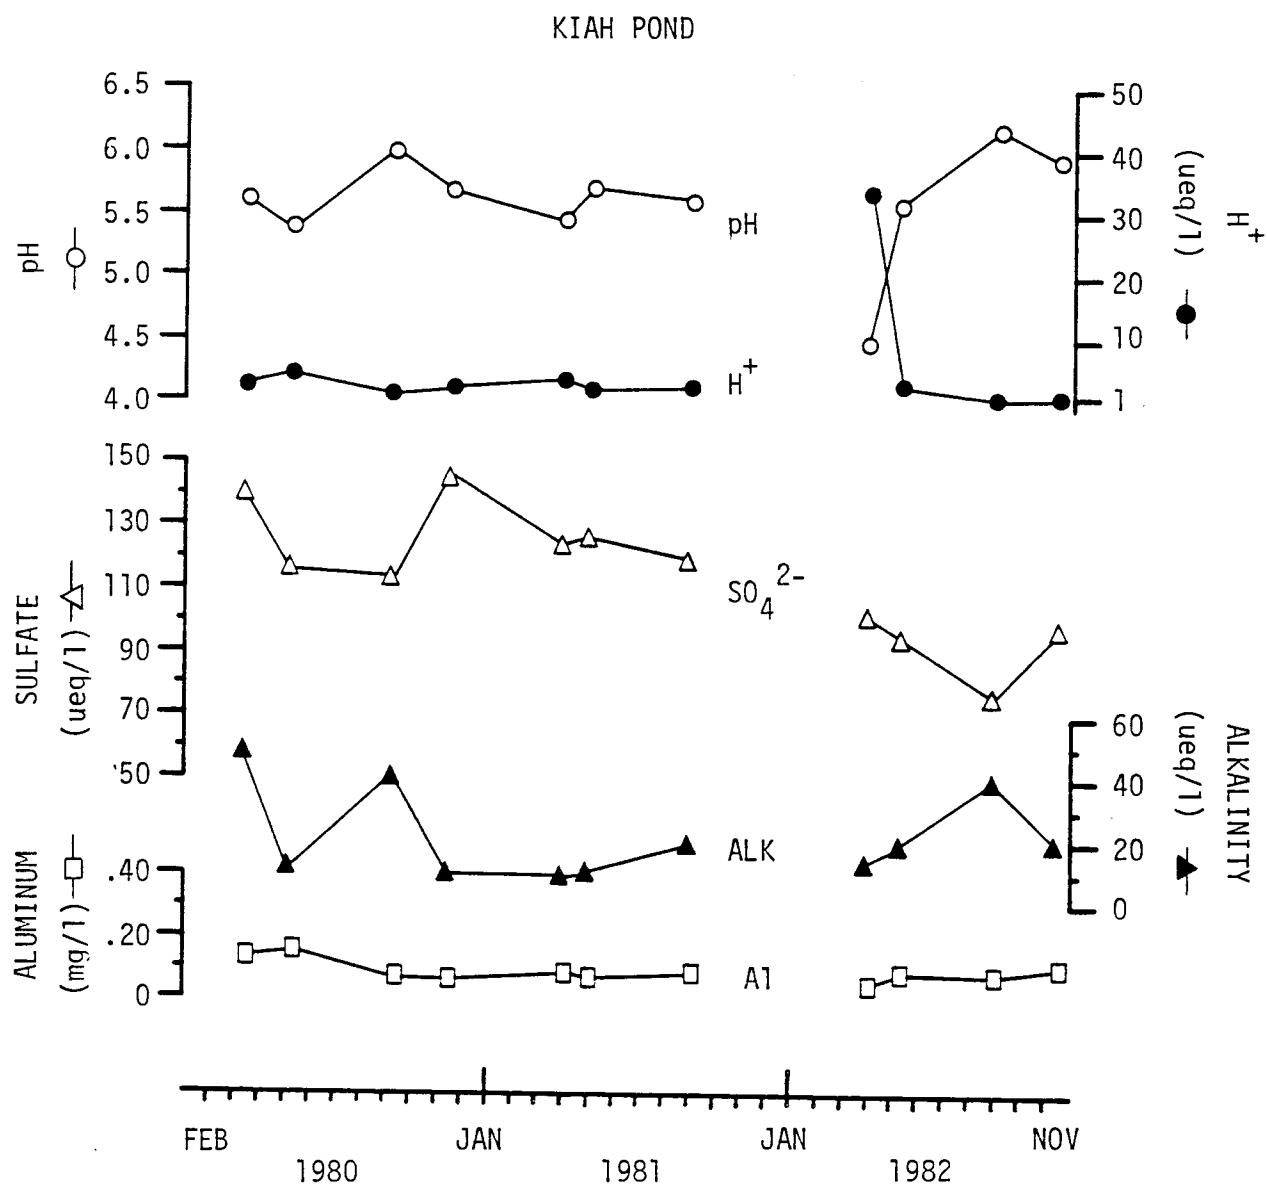 KIAH POND
6.5
6.0
5.5
5.0
4.5
4.0
pH
pH
H+
50
40
30
20
10
1
(ueq/l)
H+
150
130
110
90
70
50
SULFATE
(ueq/l)
SO4 2-
60
40
20
0
(ueq/l)
ALKALINITY
ALK
.40
.20
0
ALUMINUM
(mg/l)
Al
FEB JAN JAN NOV
1980 1981 1982